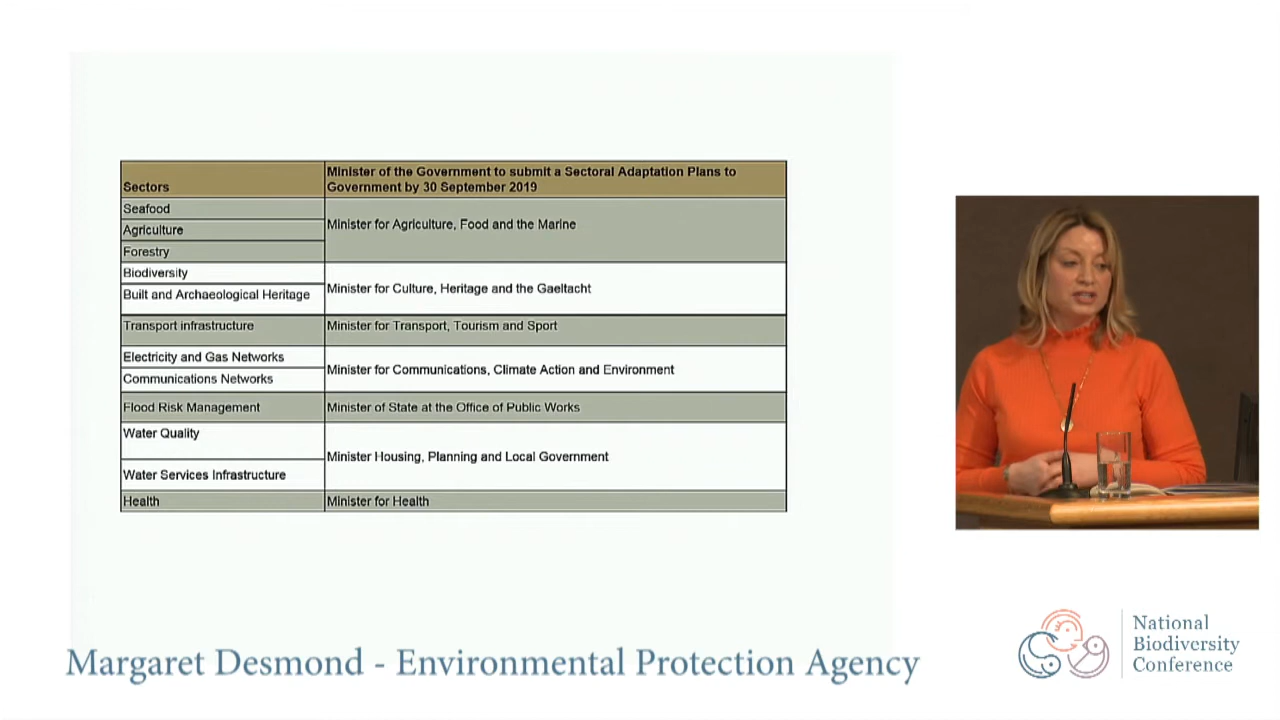 Sectors
Minister of the Government to submit a Sectoral Adaptation Plans to
Government by 30 September 2019
Seafood
Agriculture
Forestry
Minister for Agriculture, Food and the Marine
Biodiversity
Built and Archaeological Heritage
Minister for Culture, Heritage and the Gaeltacht
Transport infrastructure
Minister for Transport, Tourism and Sport
Electricity and Gas Networks
Communications Networks
Minister for Communications, Climate Action and Environment
Flood Risk Management
Minister of State at the Office of Public Works
Water Quality
Water Services Infrastructure
Minister Housing, Planning and Local Government
Health
Minister for Health
Margaret Desmond - Environmental Protection Agency
National
Biodiversity
Conference